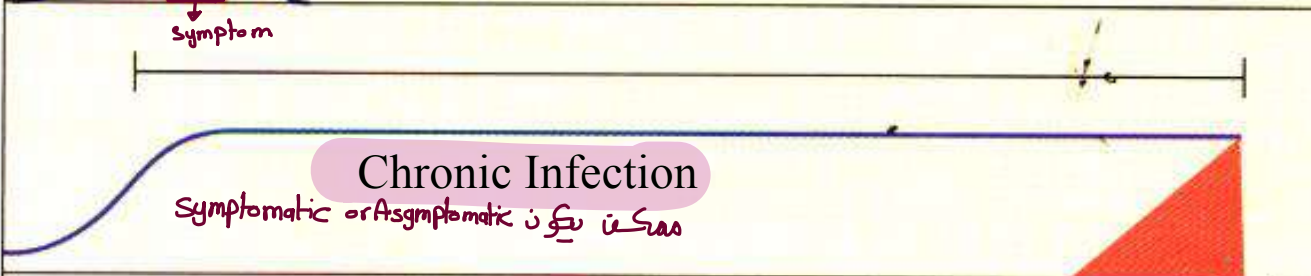 symptom
Chronic Infection
Symptomatic or Asymptomatic ممكن يكون